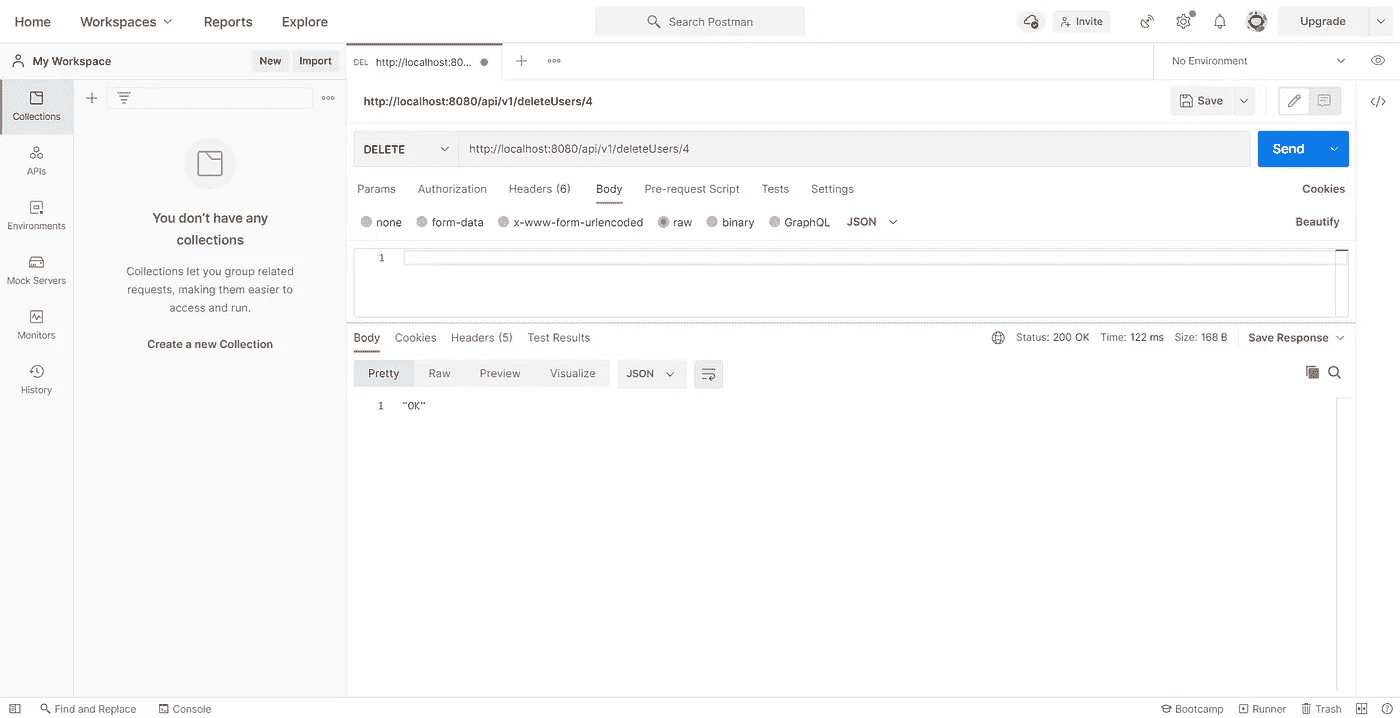 Home Workspaces Reports Explore Search Postman Invite Upgrade
My Workspace New Import DEL http://localhost:80... No Environment
http://localhost:8080/api/v1/deleteUsers/4 Save </>
Collections
DELETE http://localhost:8080/api/v1/deleteUsers/4 Send
APIs
Environments
Mock Servers
Monitors
History
You don't have any
collections
Collections let you group related
requests, making them easier to
access and run.
Create a new Collection
Params Authorization Headers (6) Body Pre-request Script Tests Settings Cookies
none form-data x-www-form-urlencoded raw binary GraphQL JSON Beautify
1
Body Cookies Headers (5) Test Results Status: 200 OK Time: 122 ms Size: 168 B Save Response
Pretty Raw Preview Visualize JSON
1 "OK"
Find and Replace Console Bootcamp Runner Trash